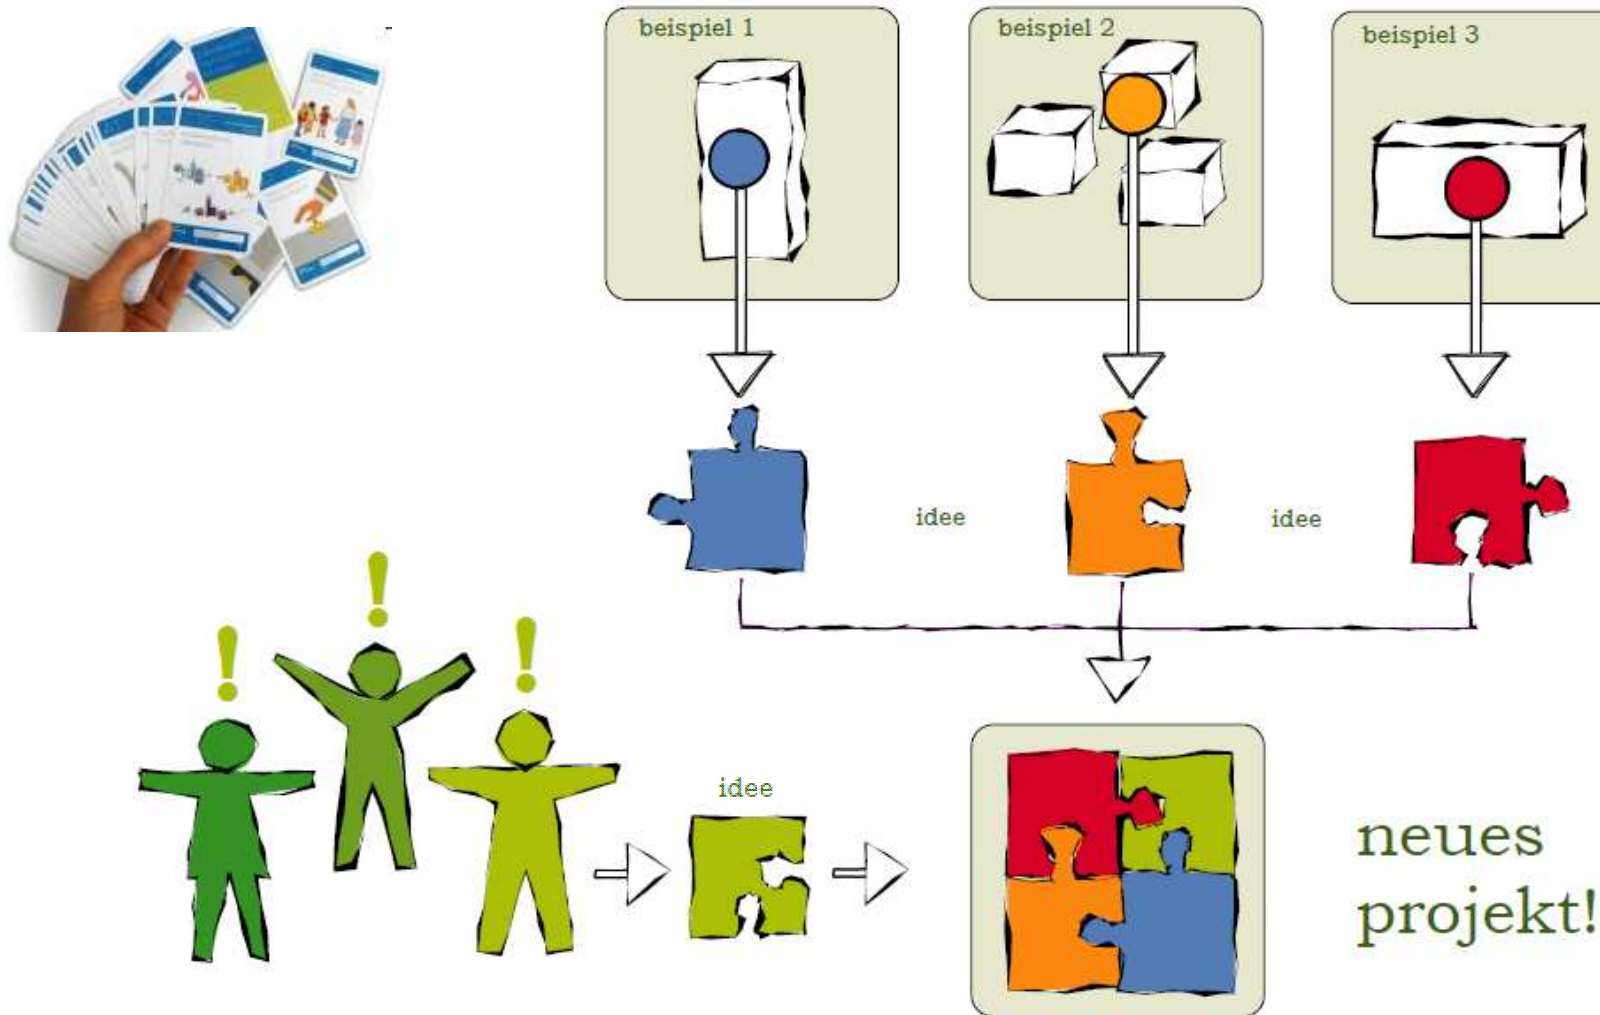 beispiel 1
beispiel 2
beispiel 3
idee
idee
idee
neues
projekt!